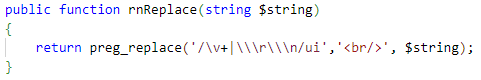 public function rnReplace(string $string)
{
    return preg_replace('/\v+|\\\r\\\n/ui','<br/>', $string);
}